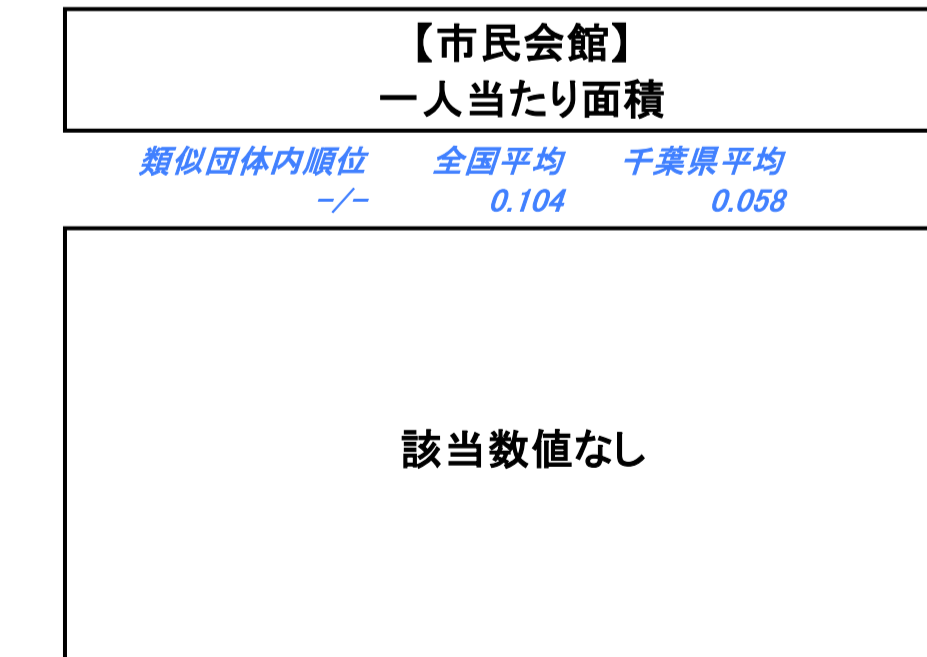 【市民会館】
一人当たり面積
類似団体内順位 全国平均 千葉県平均
-/- 0.104 0.058
該当数値なし